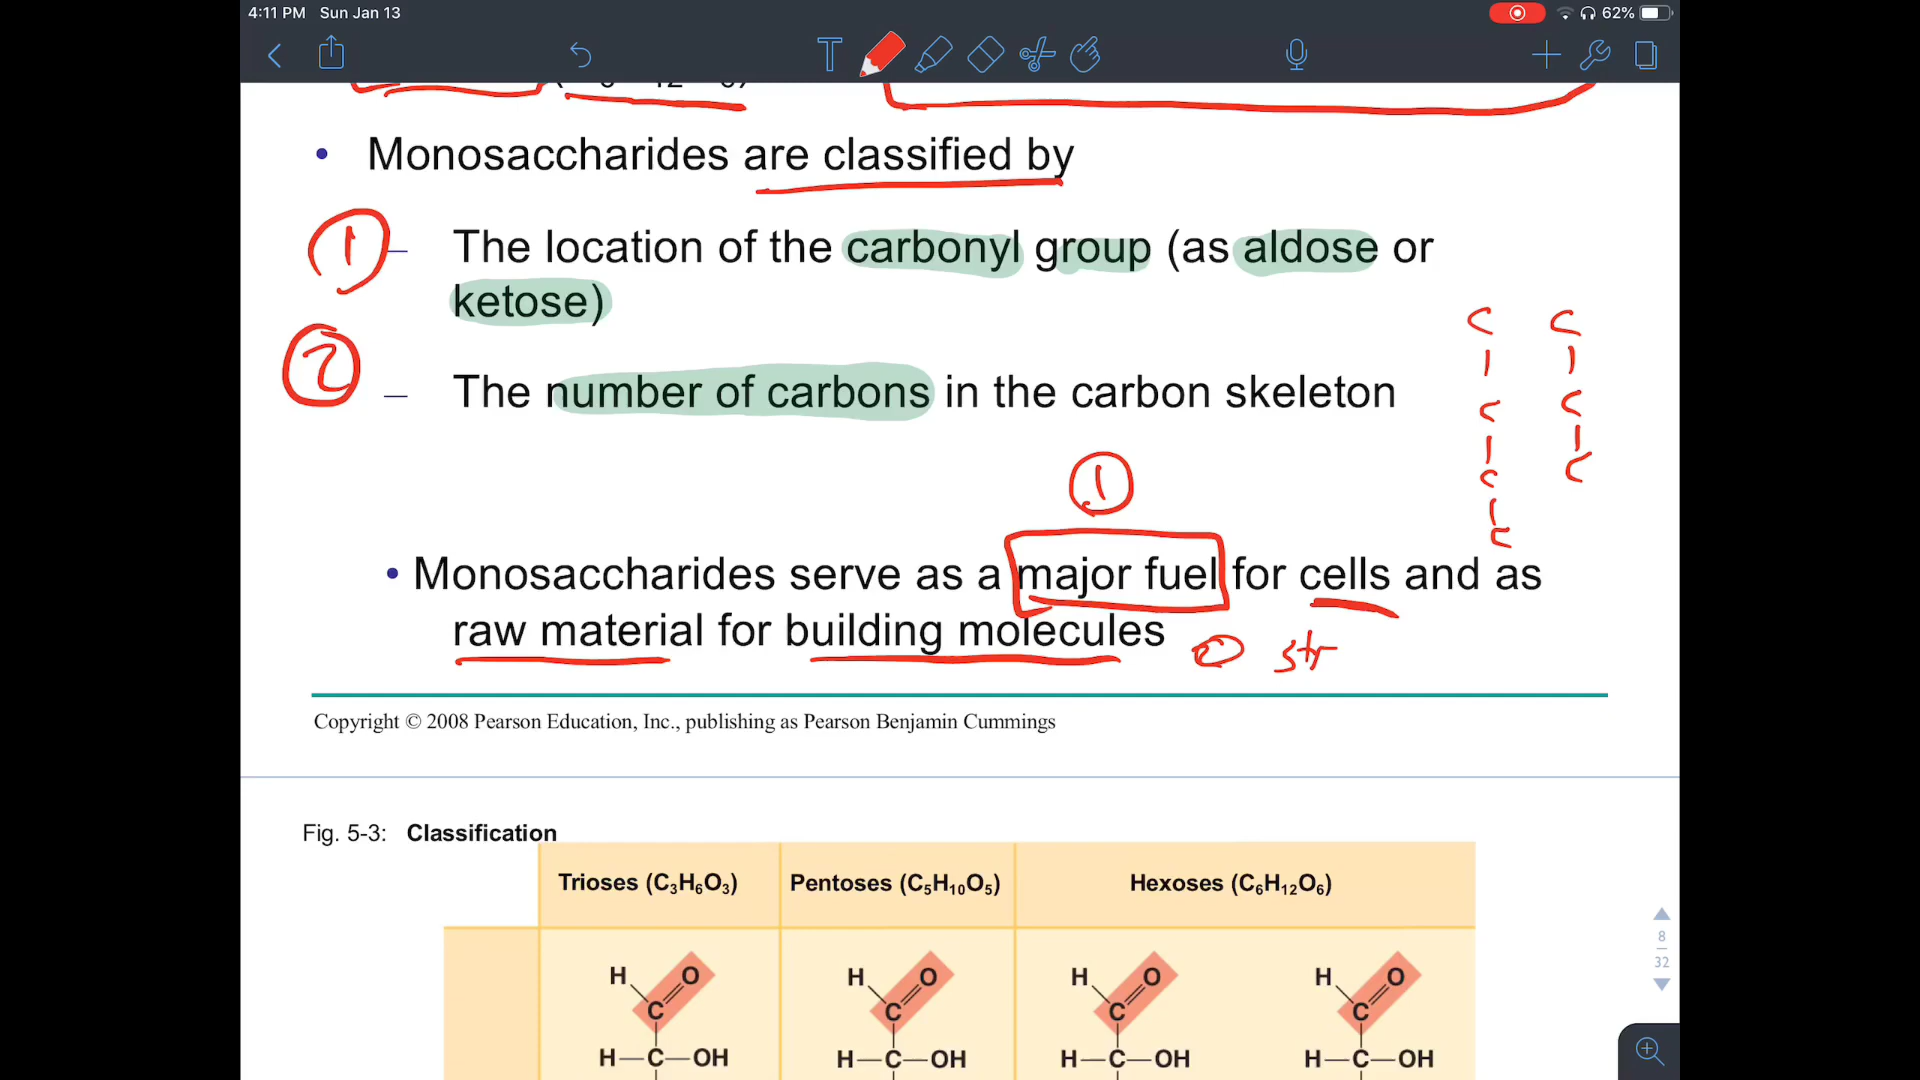 4:11 PM Sun Jan 13
62%
T
• Monosaccharides are classified by
1 – The location of the carbonyl group (as aldose or
ketose)
2 – The number of carbons in the carbon skeleton
C C
C C
C C
C
1
• Monosaccharides serve as a major fuel for cells and as
raw material for building molecules
str
Copyright © 2008 Pearson Education, Inc., publishing as Pearson Benjamin Cummings
Fig. 5-3: Classification
Trioses (C₃H₆O₃) Pentoses (C₅H₁₀O₅) Hexoses (C₆H₁₂O₆)
8
32
H O H O H O H O
C C C C
H—C—OH H—C—OH H—C—OH H—C—OH